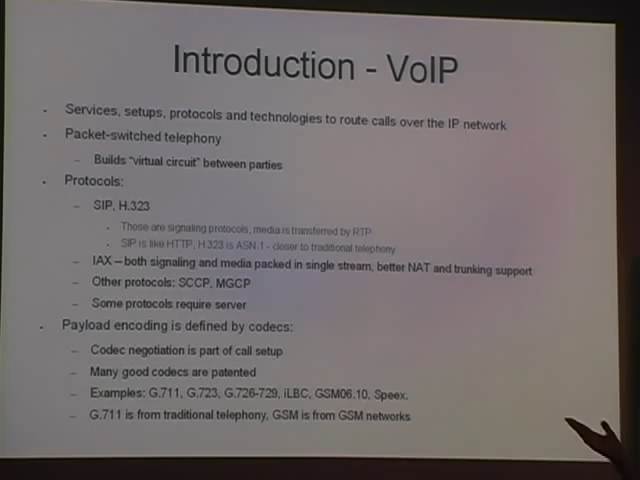 Introduction - VoIP
Services, setups, protocols and technologies to route calls over the IP network
Packet-switched telephony
– Builds "virtual circuit" between parties
Protocols:
– SIP, H.323
Those are signaling protocols, media is transferred by RTP
SIP is like HTTP, H.323 is ASN.1 - closer to traditional telephony
– IAX – both signaling and media packed in single stream, better NAT and trunking support
– Other protocols: SCCP, MGCP
– Some protocols require server
Payload encoding is defined by codecs:
– Codec negotiation is part of call setup
– Many good codecs are patented
– Examples: G.711, G.723, G.726-729, iLBC, GSM06.10, Speex.
– G.711 is from traditional telephony, GSM is from GSM networks